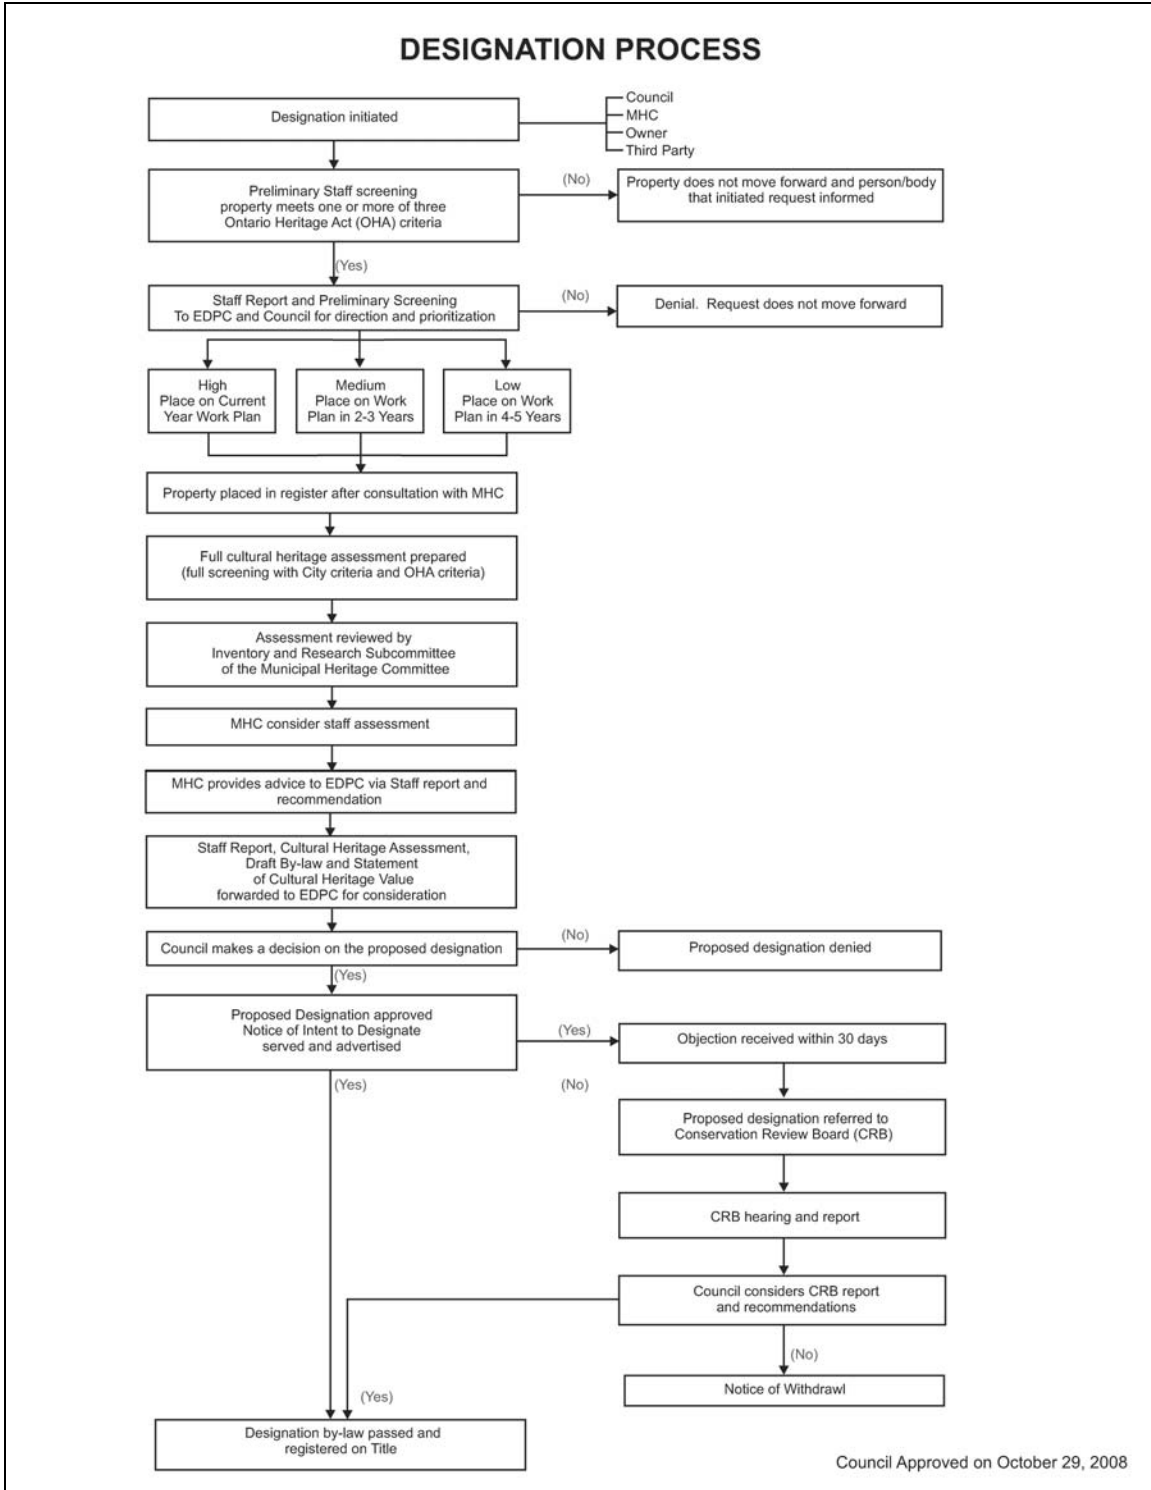 DESIGNATION PROCESS
Designation initiated
Council
MHC
Owner
Third Party
Preliminary Staff screening
property meets one or more of three
Ontario Heritage Act (OHA) criteria
(No)
Property does not move forward and person/body
that initiated request informed
(Yes)
Staff Report and Preliminary Screening
To EDPC and Council for direction and prioritization
(No)
Denial. Request does not move forward
High
Place on Current
Year Work Plan
Medium
Place on Work
Plan in 2-3 Years
Low
Place on Work
Plan in 4-5 Years
Property placed in register after consultation with MHC
Full cultural heritage assessment prepared
(full screening with City criteria and OHA criteria)
Assessment reviewed by
Inventory and Research Subcommittee
of the Municipal Heritage Committee
MHC consider staff assessment
MHC provides advice to EDPC via Staff report and
recommendation
Staff Report, Cultural Heritage Assessment,
Draft By-law and Statement
of Cultural Heritage Value
forwarded to EDPC for consideration
Council makes a decision on the proposed designation
(No)
Proposed designation denied
(Yes)
Proposed Designation approved
Notice of Intent to Designate
served and advertised
(Yes)
Objection received within 30 days
(Yes)
(No)
Proposed designation referred to
Conservation Review Board (CRB)
CRB hearing and report
Council considers CRB report
and recommendations
(No)
Notice of Withdrawl
(Yes)
Designation by-law passed and
registered on Title
Council Approved on October 29, 2008